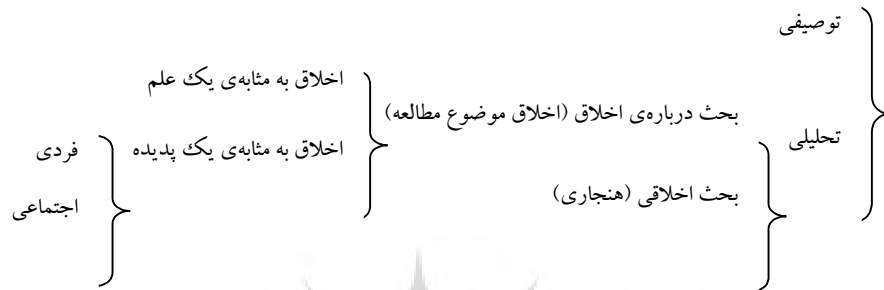 توصیفی
تحلیلی
بحث درباره‌ی اخلاق (اخلاق موضوع مطالعه)
بحث اخلاقی (هنجاری)
اخلاق به مثابه‌ی یک علم
اخلاق به مثابه‌ی یک پدیده
فردی
اجتماعی